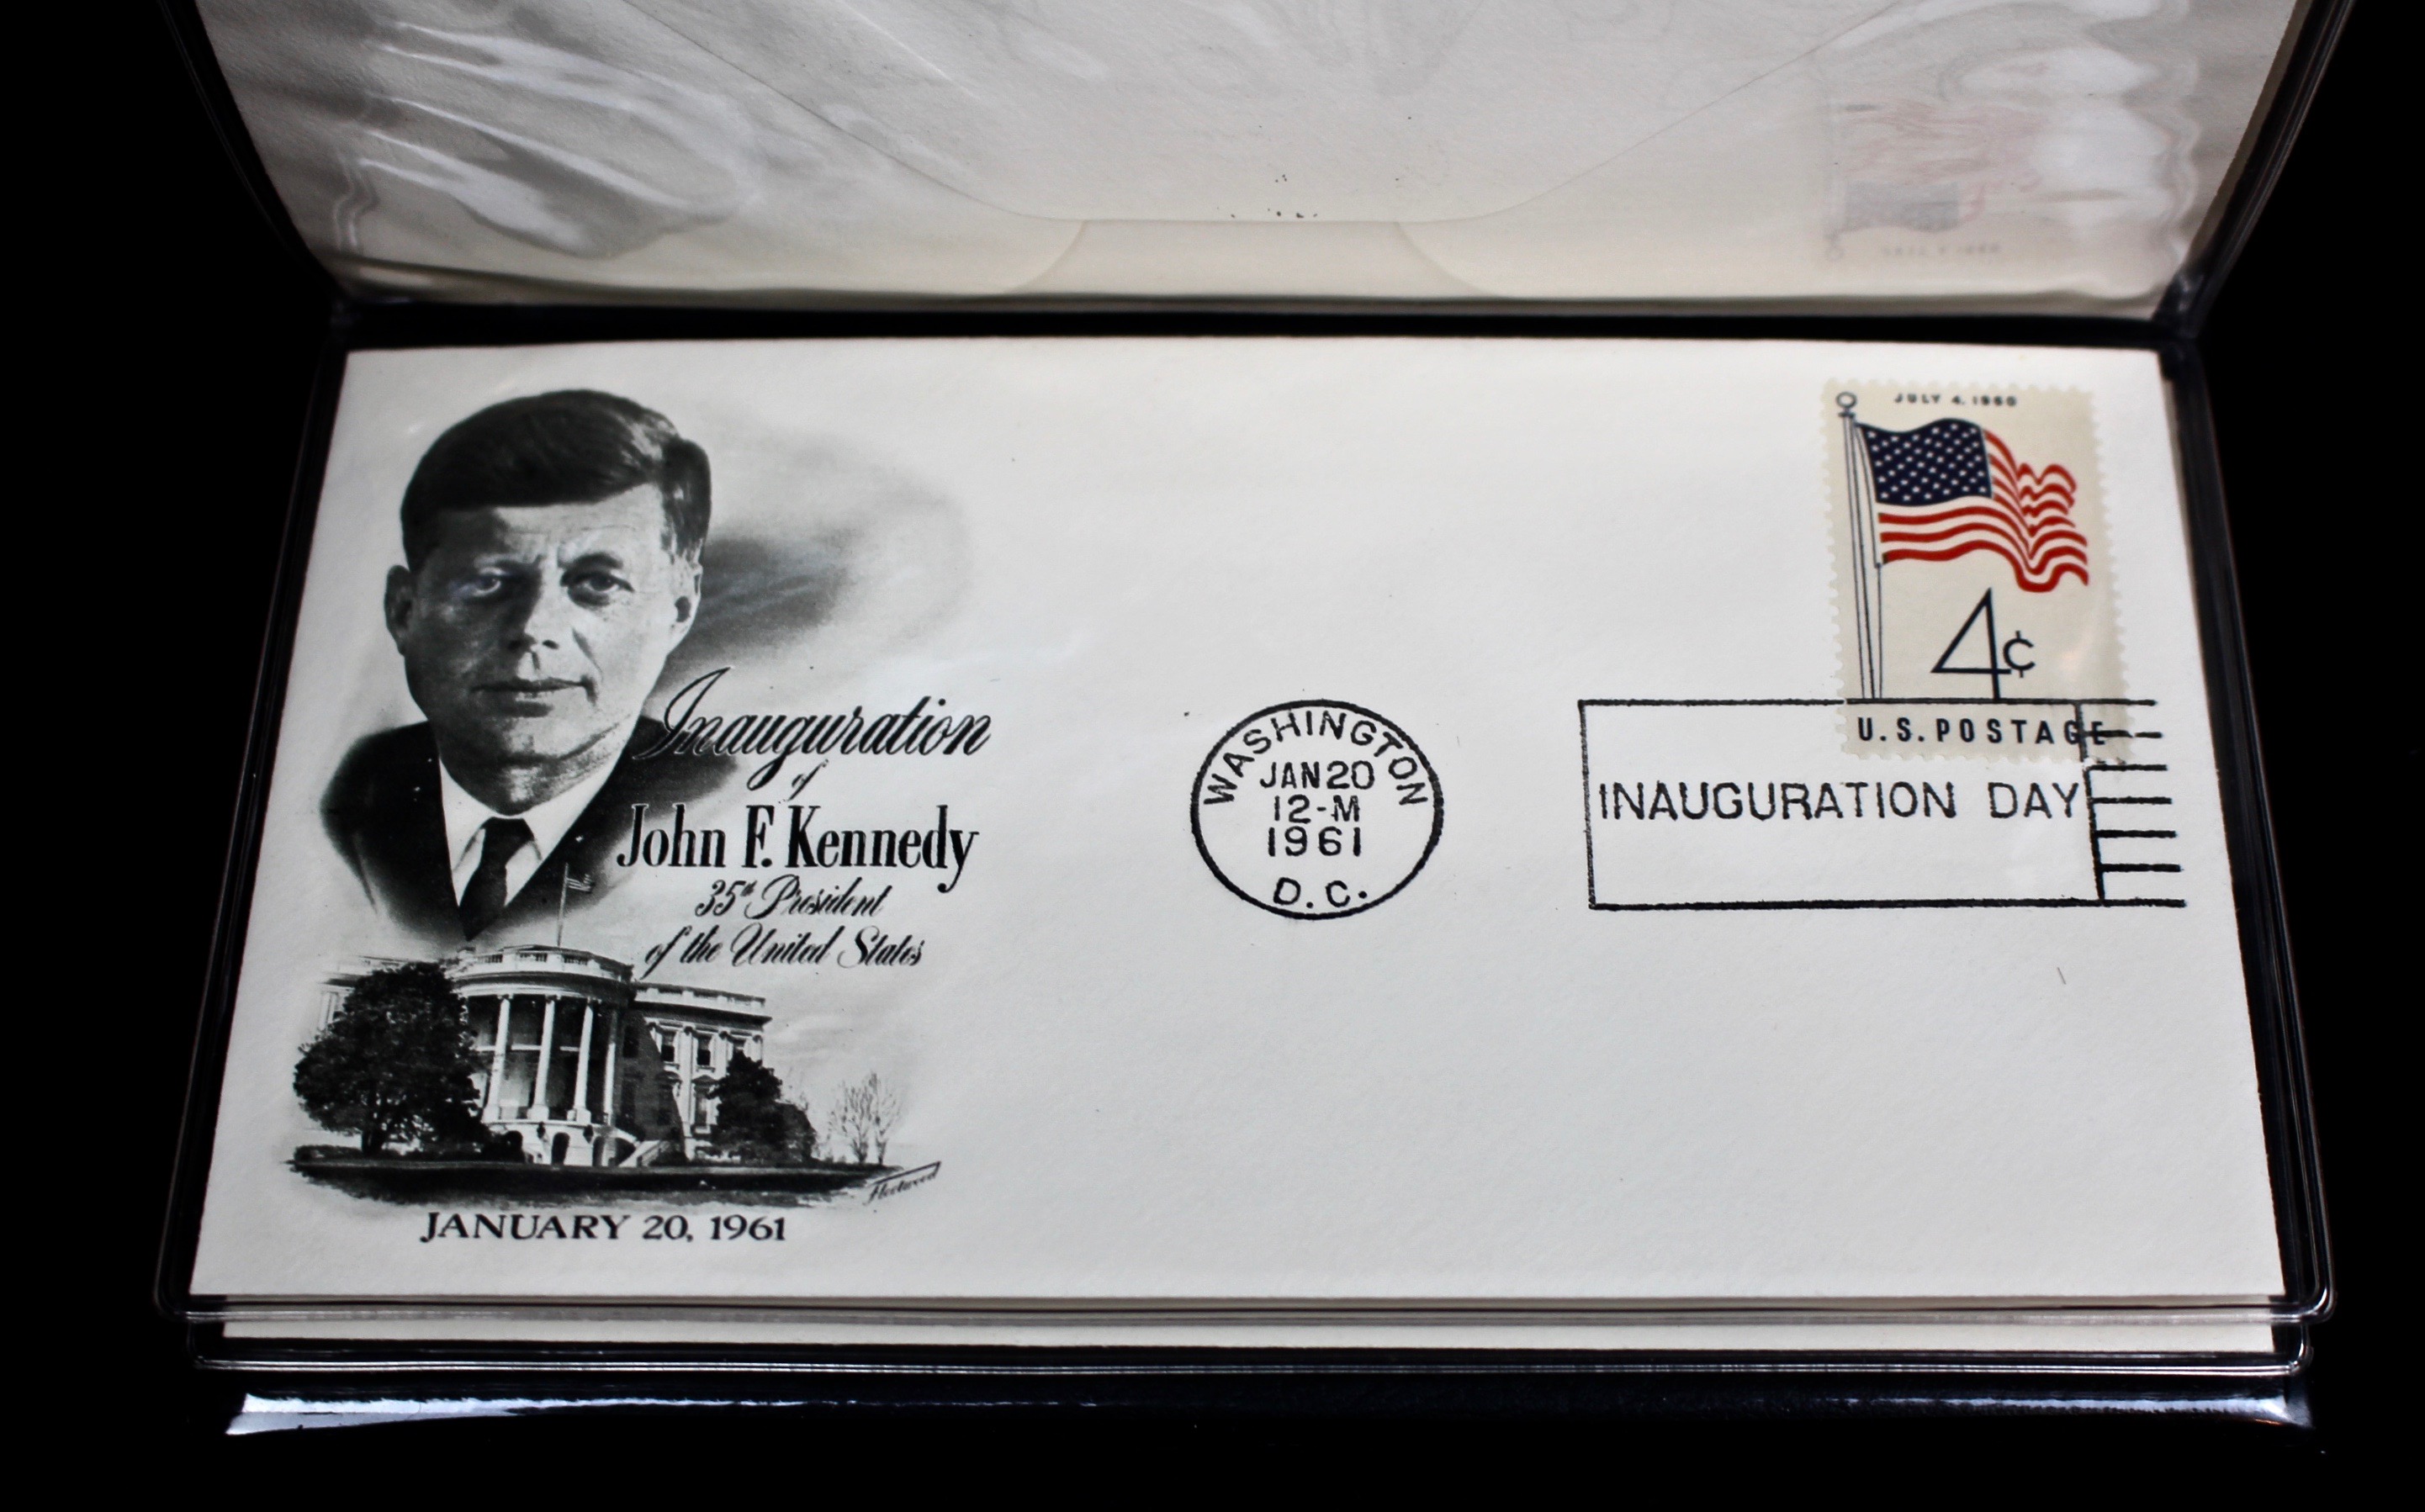 Inauguration
of
John F. Kennedy
35th President
of the United States
Fleetwood
JANUARY 20, 1961
WASHINGTON
JAN 20
12-M
1961
D.C.
JULY 4, 1960
4¢
U.S. POSTAGE
INAUGURATION DAY